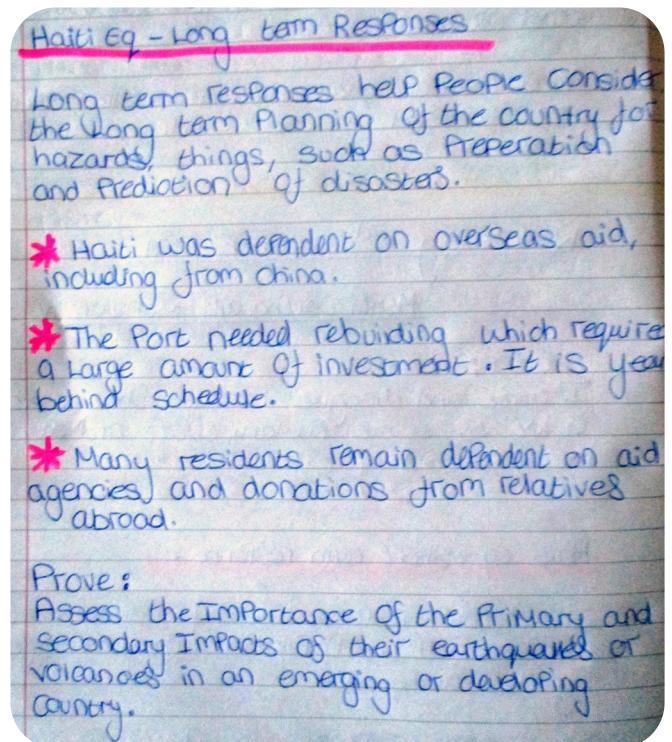 Haiti Eq - Long term Responses
Long term responses help People Consider
the Long term Planning of the country for
hazards, things, such as Preperation
and Prediction of disasters.
* Haiti was dependent on overseas aid,
including from China.
* The Port needed rebuilding which require
a Large amount of investment. It is year
behind schedule.
* Many residents remain dependent on aid
agencies and donations from relatives
abroad.
Prove:
Assess the Importance of the Primary and
secondary Impacts of their earthquakes or
volcanoes in an emerging or developing
country.